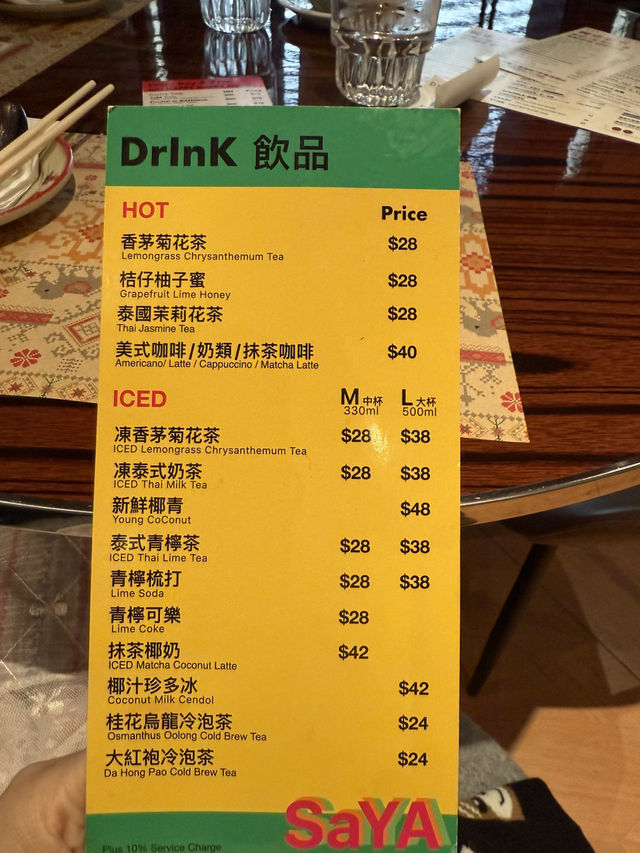 DrInK 飲品
HOT Price
香茅菊花茶 $28
Lemongrass Chrysanthemum Tea
桔仔柚子蜜 $28
Grapefruit Lime Honey
泰國茉莉花茶 $28
Thai Jasmine Tea
美式咖啡/奶類/抹茶咖啡 $40
Americano/ Latte / Cappuccino / Matcha Latte
ICED M中杯 L大杯
330ml 500ml
凍香茅菊花茶 $28 $38
ICED Lemongrass Chrysanthemum Tea
凍泰式奶茶 $28 $38
ICED Thai Milk Tea
新鮮椰青 $48
Young CoConut
泰式青檸茶 $28 $38
ICED Thai Lime Tea
青檸梳打 $28 $38
Lime Soda
青檸可樂 $28
Lime Coke
抹茶椰奶 $42
ICED Matcha Coconut Latte
椰汁珍多冰 $42
Coconut Milk Cendol
桂花烏龍冷泡茶 $24
Osmanthus Oolong Cold Brew Tea
大紅袍冷泡茶 $24
Da Hong Pao Cold Brew Tea
SaYA
Plus 10% Service Charge